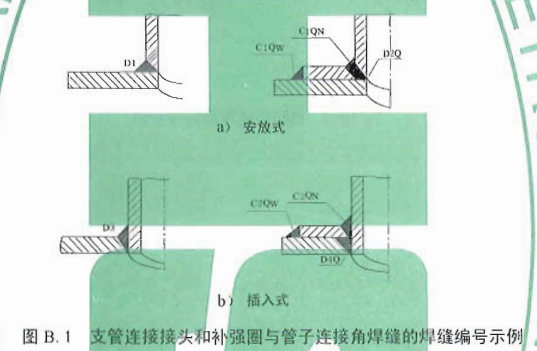 C1QN
D2Q
C1QW
D1
a) 安放式
C2QN
C2QW
D3
D4Q
b) 插入式
图 B.1 支管连接接头和补强圈与管子连接角焊缝的焊缝编号示例